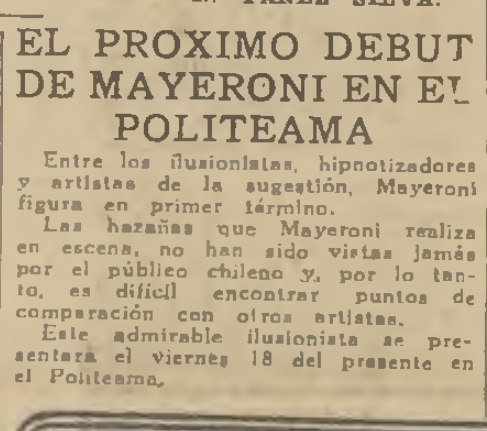 EL PROXIMO DEBUT
DE MAYERONI EN EL
POLITEAMA
Entre los ilusionistas, hipnotizadores
y artistas de la sugestión, Mayeroni
figura en primer término.
Las hazañas que Mayeroni realiza
en escena, no han sido vistas jamás
por el público chileno y, por lo tan-
to, es difícil encontrar puntos de
comparación con otros artistas.
Este admirable ilusionista se pre-
sentará el viernes 18 del presente en
el Politeama.